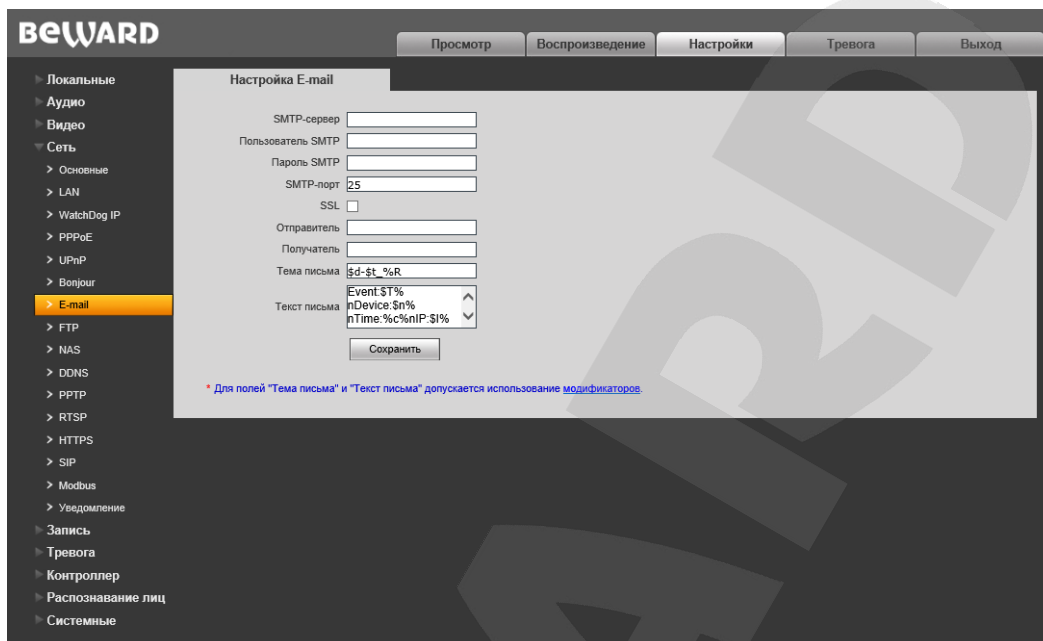 BEWARD
Просмотр
Воспроизведение
Настройки
Тревога
Выход
Локальные
Аудио
Видео
Сеть
Основные
LAN
WatchDog IP
PPPoE
UPnP
Bonjour
E-mail
FTP
NAS
DDNS
PPTP
RTSP
HTTPS
SIP
Modbus
Уведомление
Запись
Тревога
Контроллер
Распознавание лиц
Системные
Настройка E-mail
SMTP-сервер
Пользователь SMTP
Пароль SMTP
SMTP-порт 25
SSL
Отправитель
Получатель
Тема письма $d-$t_%R
Текст письма
Event:$T%
nDevice:$n%
nTime:%c%nIP:$I%
Сохранить
* Для полей "Тема письма" и "Текст письма" допускается использование модификаторов.